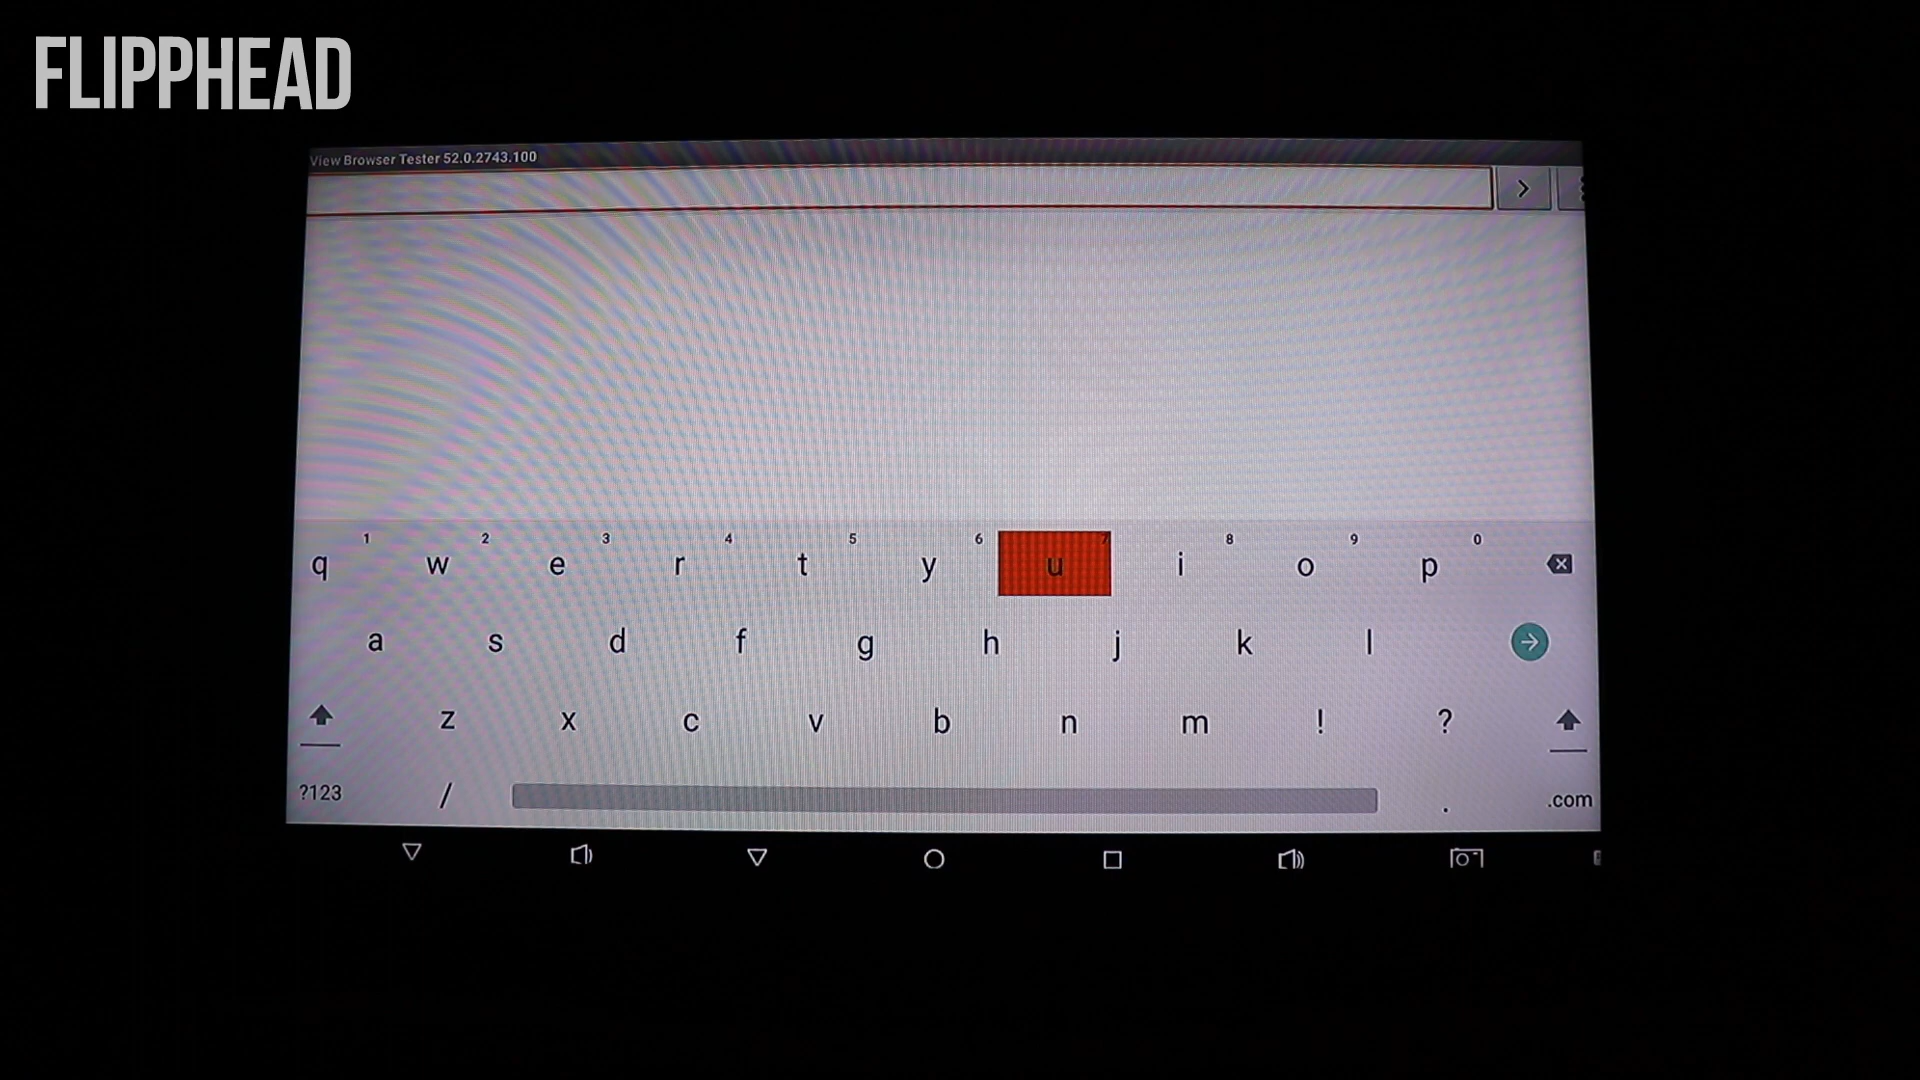 FLIPPHEAD
View Browser Tester 52.0.2743.100
1 2 3 4 5 6 7 8 9 0
q w e r t y u i o p
a s d f g h j k l
z x c v b n m ! ?
?123 / . .com